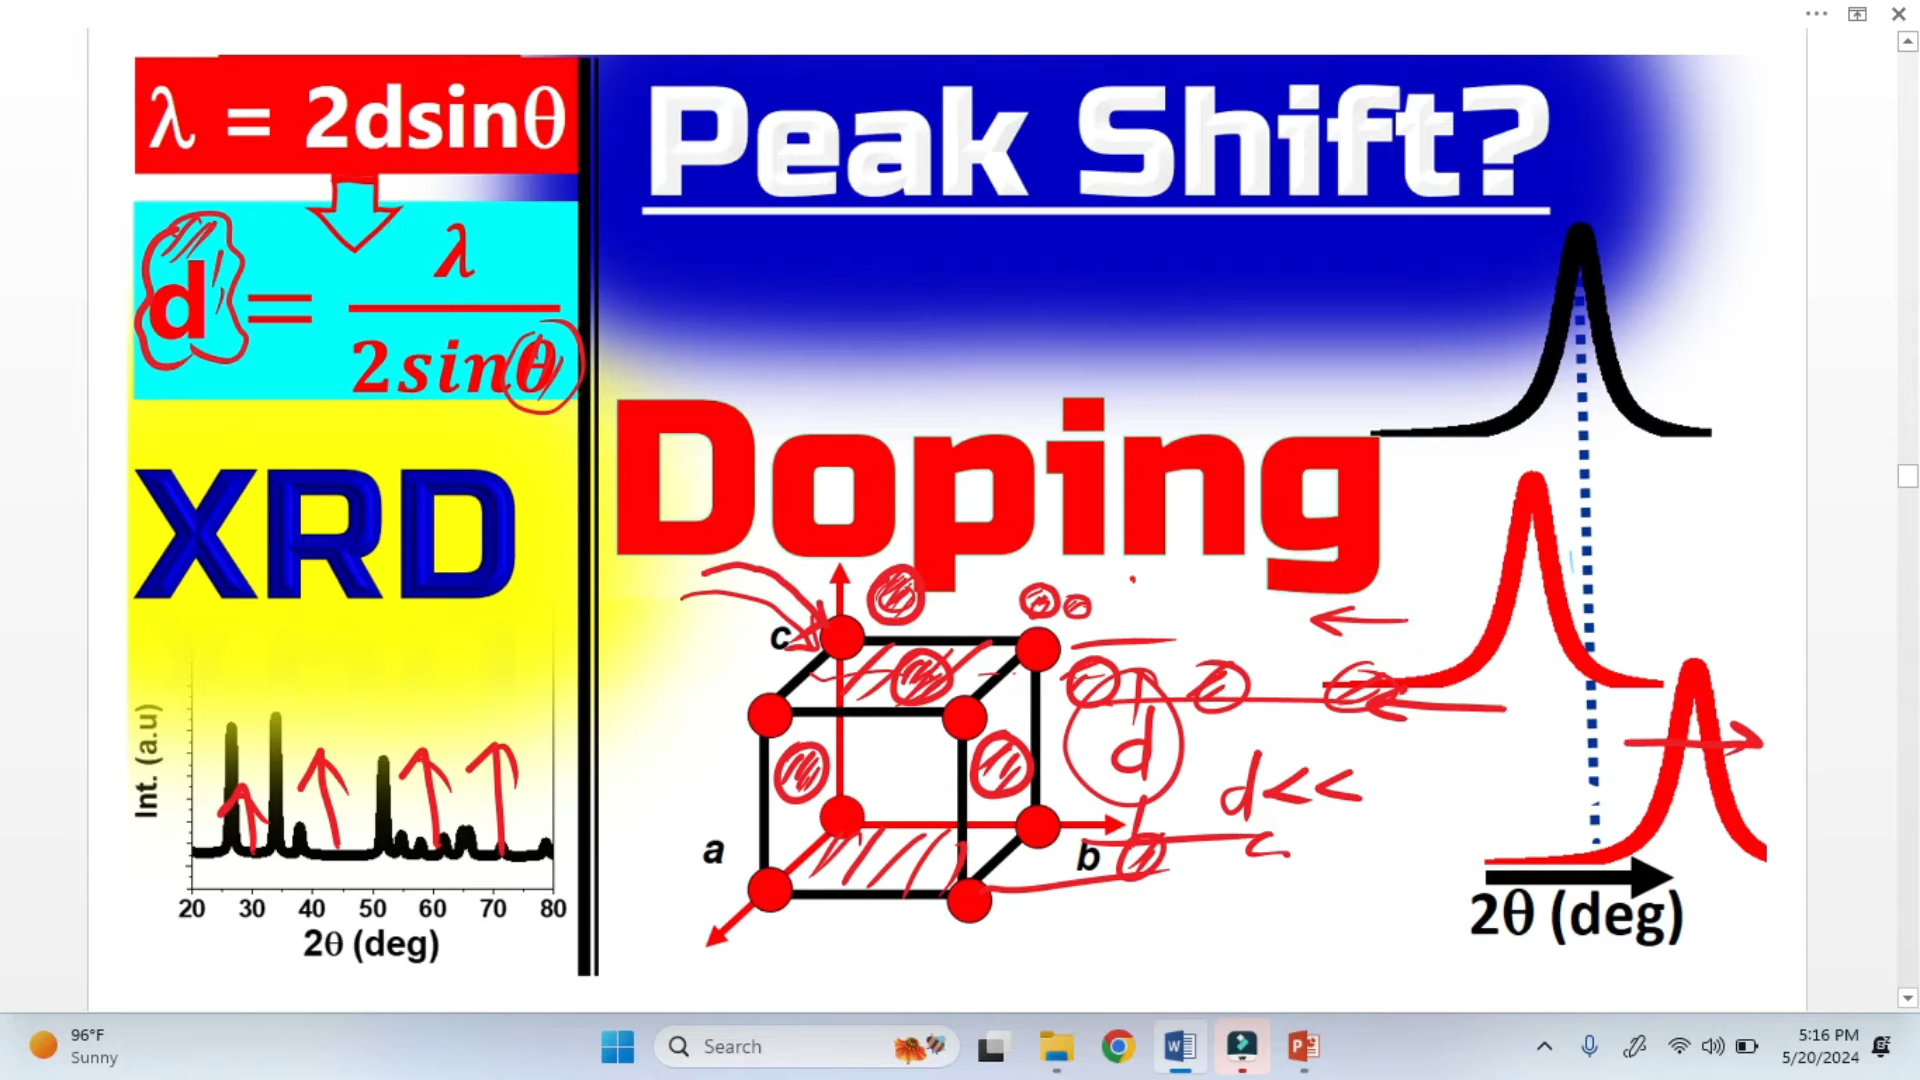 λ = 2dsinθ
d = λ
2sinθ
XRD
Int. (a.u)
20 30 40 50 60 70 80
2θ (deg)
Peak Shift?
Doping
c
a
b
d
d<<
2θ (deg)
96°F
Sunny
Search
5:16 PM
5/20/2024